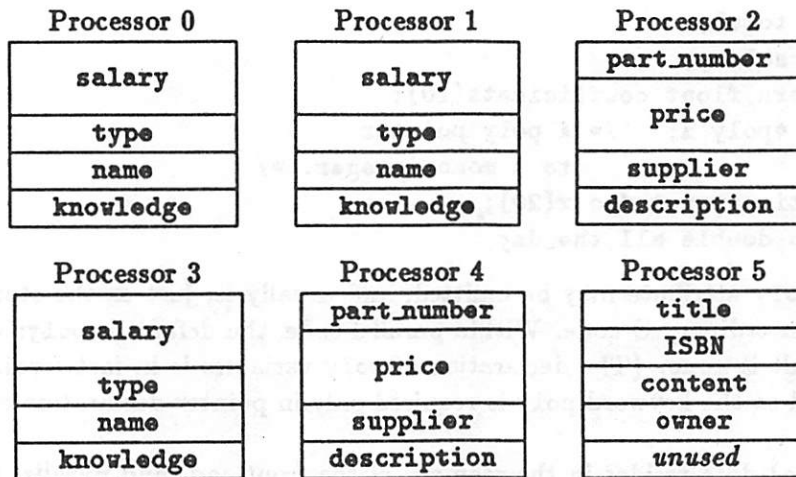 Processor 0
salary
type
name
knowledge
Processor 1
salary
type
name
knowledge
Processor 2
part_number
price
supplier
description
Processor 3
salary
type
name
knowledge
Processor 4
part_number
price
supplier
description
Processor 5
title
ISBN
content
owner
unused